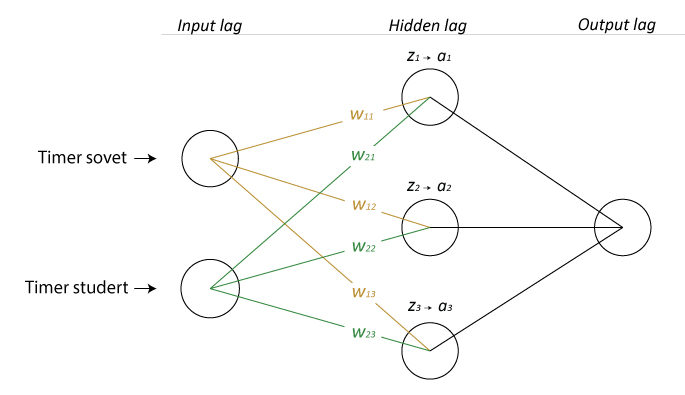 Input lag
Hidden lag
Output lag
z1 → a1
w11
w21
Timer sovet →
z2 → a2
w12
w22
Timer studert →
w13
z3 → a3
w23